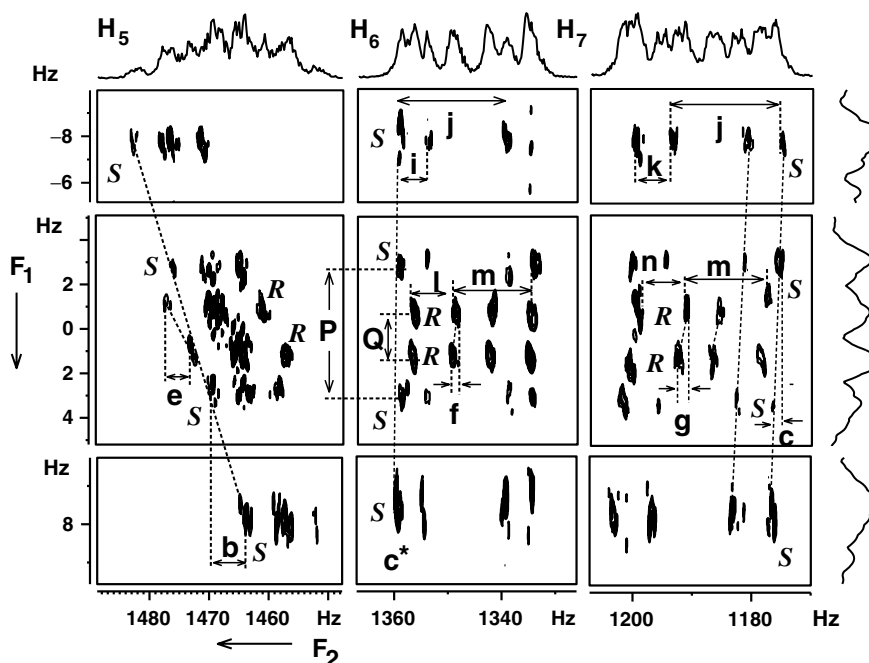 H5 H6 H7
Hz
−8
−6
S S j i k j S
Hz
F1
2
0
2
4
S R R e S
P Q
S l m R R f S
n m R R g S S c
8
b S
S c*
S
1480 1470 1460 Hz
1360 1340 Hz
1200 1180 Hz
F2